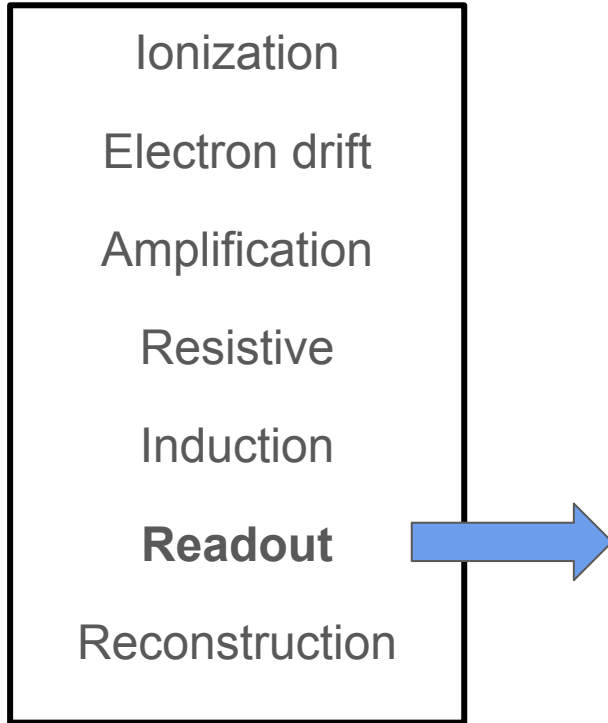 Ionization
Electron drift
Amplification
Resistive
Induction
Readout
Reconstruction